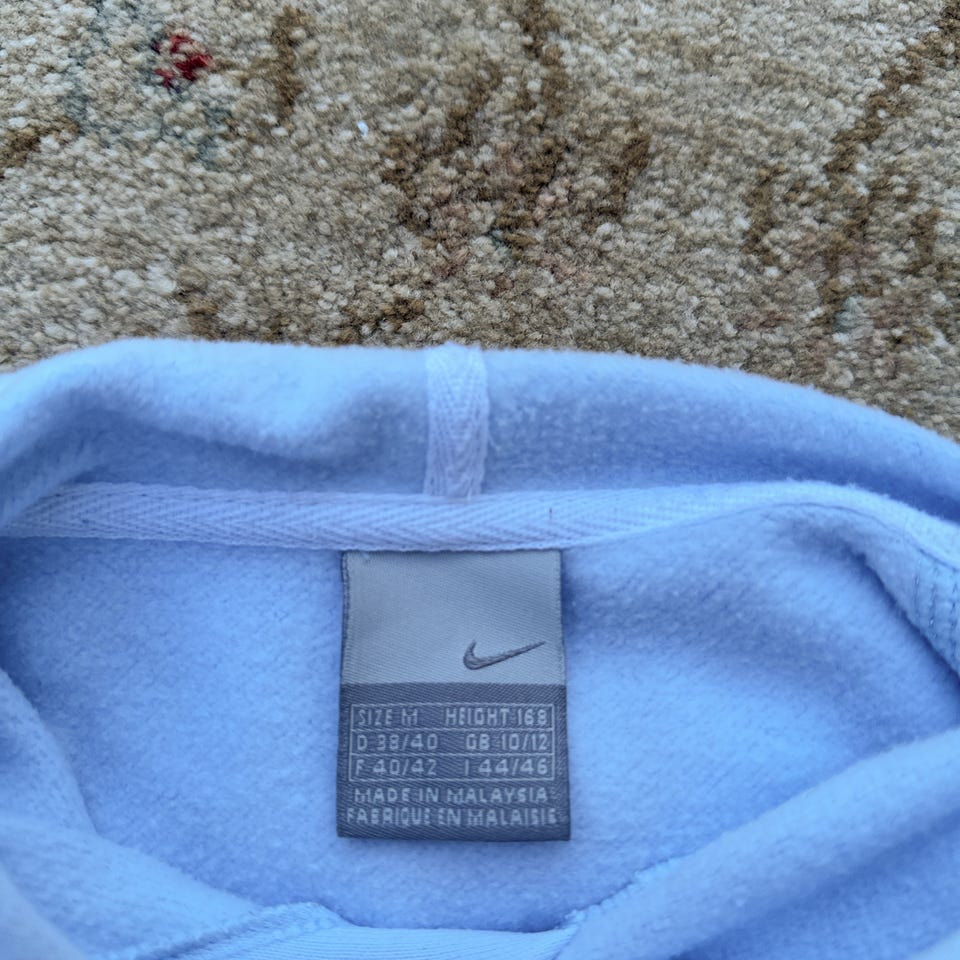 SIZE M HEIGHT 168
D 38/40 GB 10/12
F 40/42 I 44/46
MADE IN MALAYSIA
FABRIQUE EN MALAISIE